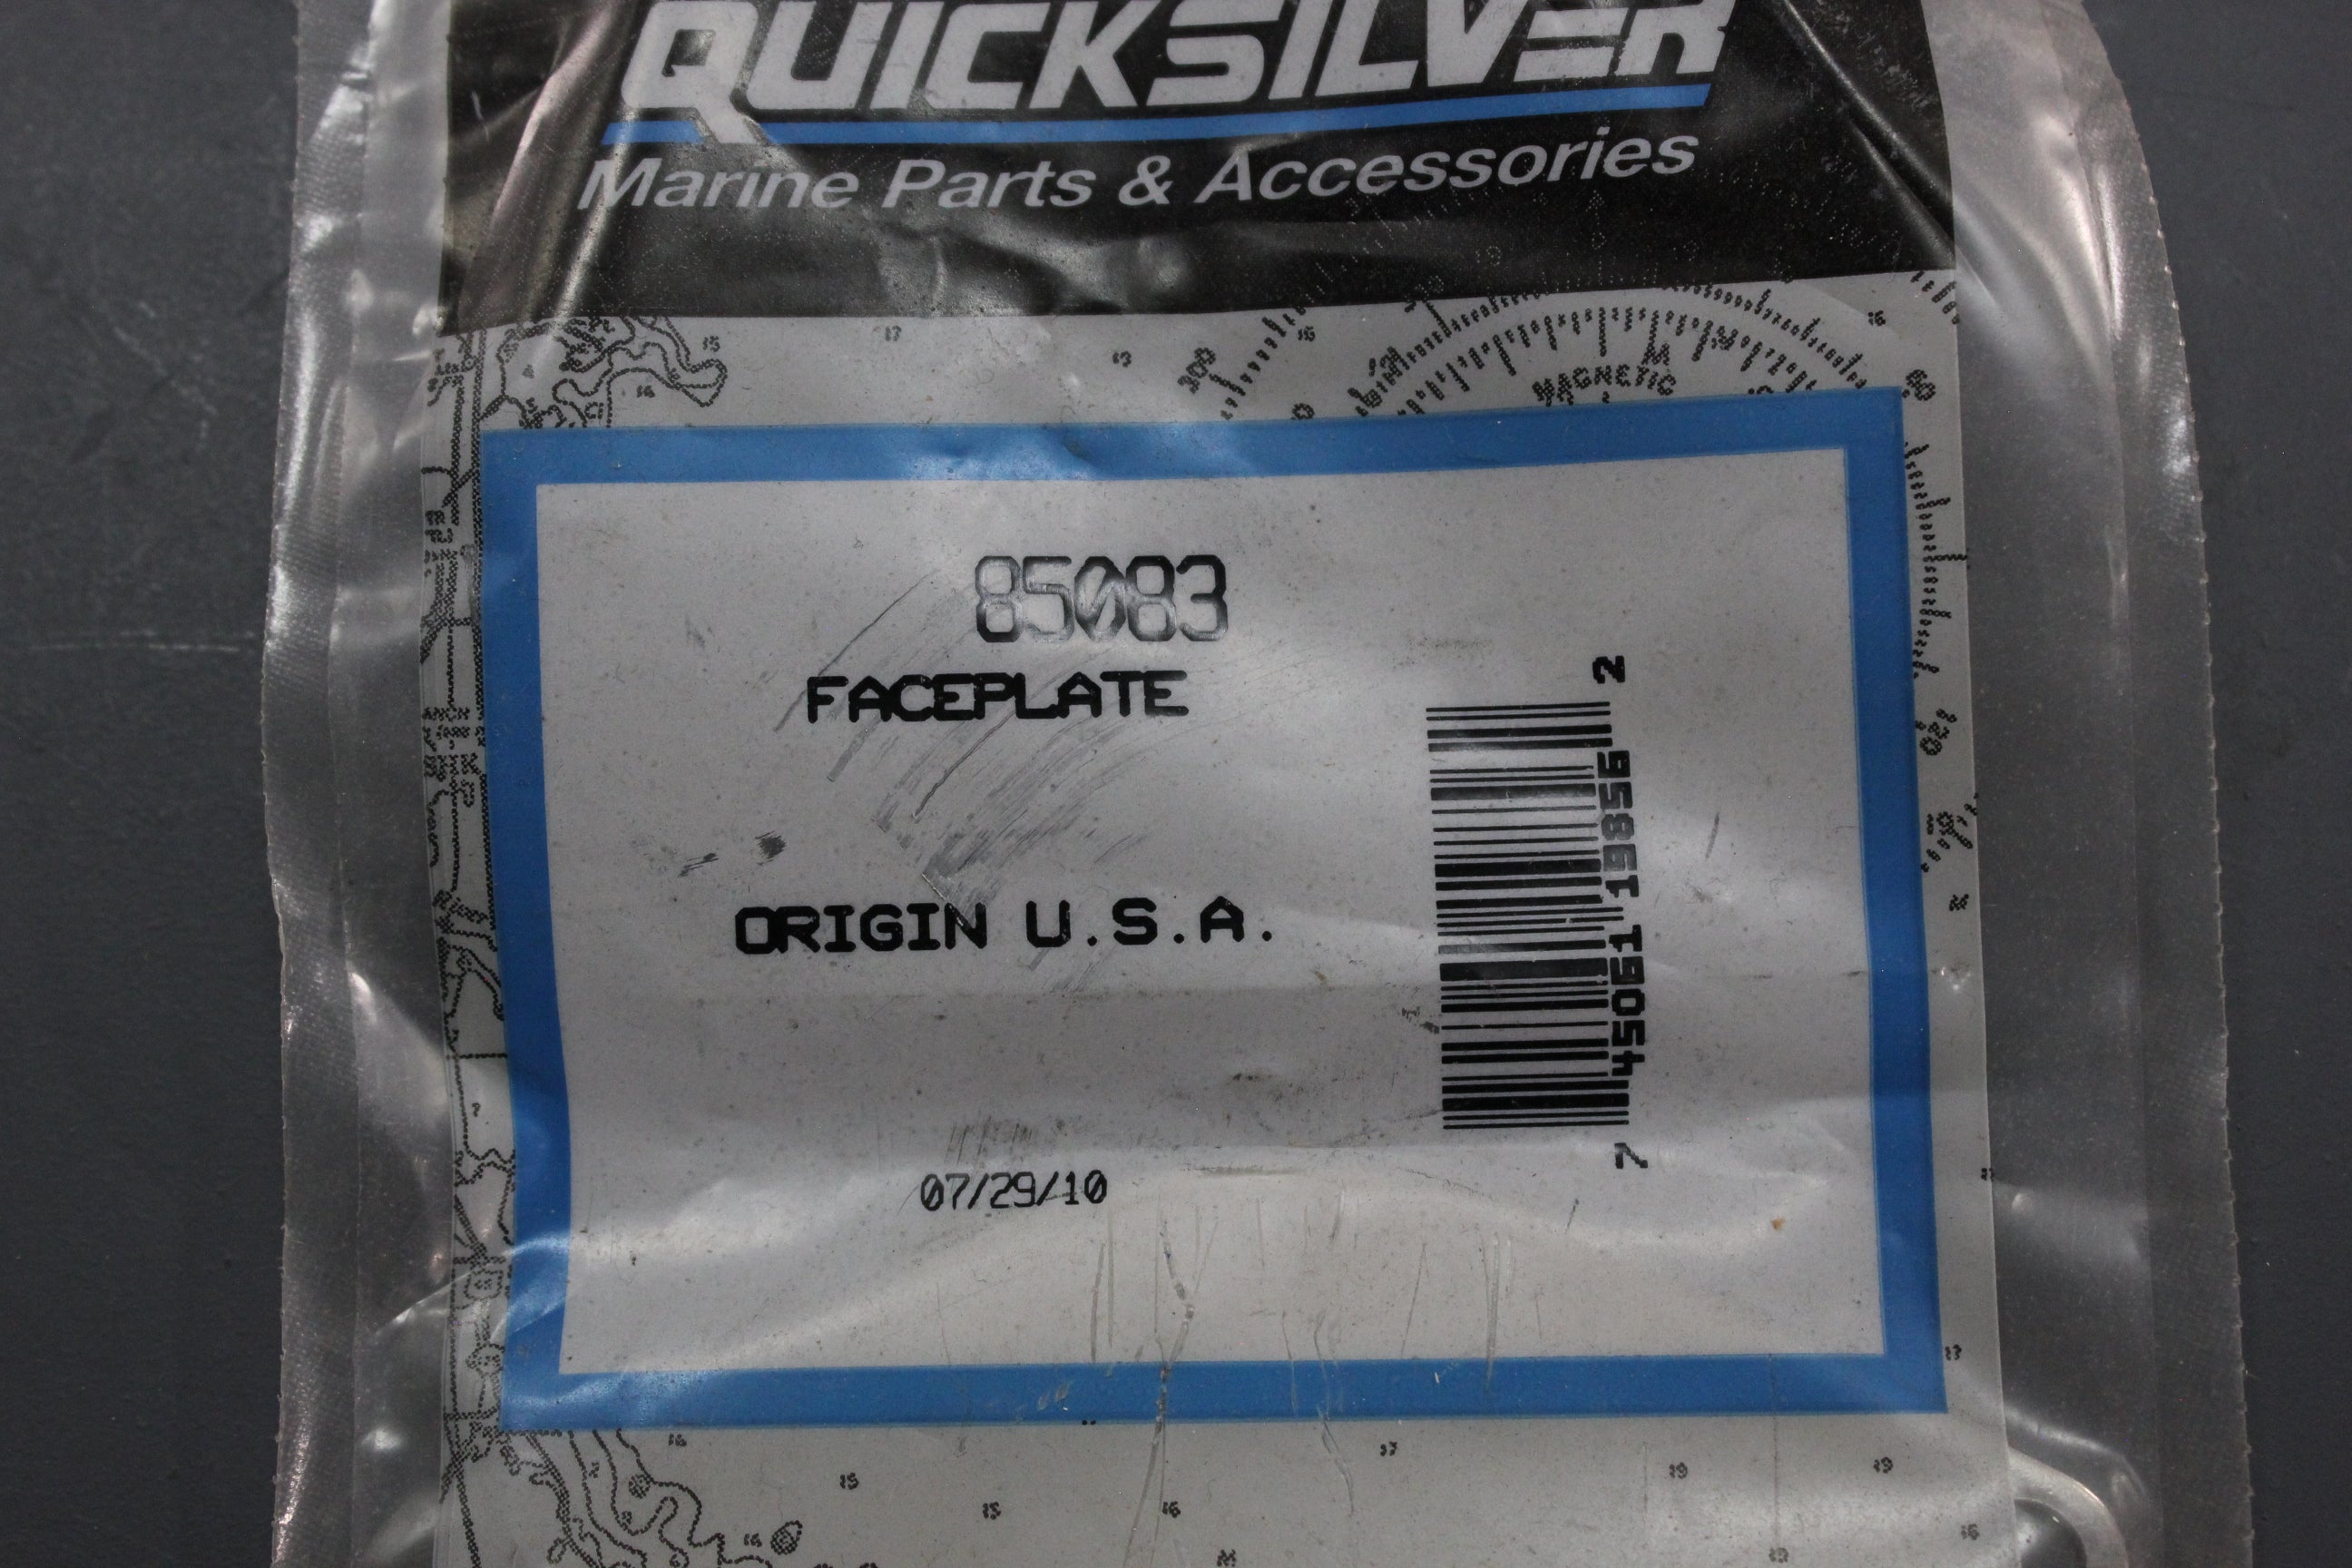 QUICKSILVER
Marine Parts & Accessories
MAGNETIC
85083
FACEPLATE
ORIGIN U.S.A.
7 45061 19856 2
07/29/10